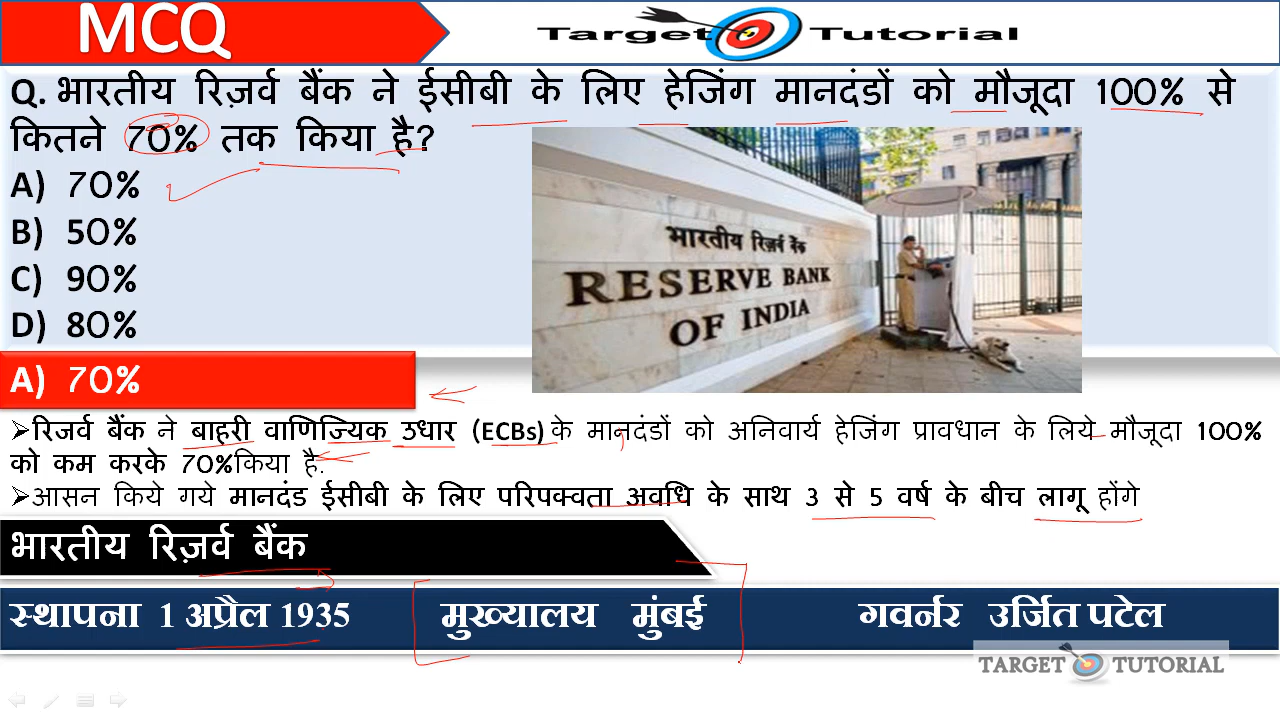 MCQ
Target Tutorial
Q. भारतीय रिज़र्व बैंक ने ईसीबी के लिए हेजिंग मानदंडों को मौजूदा 100% से
कितने 70% तक किया है?
A) 70%
B) 50%
C) 90%
D) 80%
भारतीय रिज़र्व बैंक
RESERVE BANK
OF INDIA
A) 70%
➢रिजर्व बैंक ने बाहरी वाणिज्यिक उधार (ECBs) के मानदंडों को अनिवार्य हेजिंग प्रावधान के लिये मौजूदा 100%
को कम करके 70%किया है.
➢आसन किये गये मानदंड ईसीबी के लिए परिपक्वता अवधि के साथ 3 से 5 वर्ष के बीच लागू होंगे
भारतीय रिज़र्व बैंक
स्थापना 1 अप्रैल 1935 मुख्यालय मुंबई गवर्नर उर्जित पटेल
TARGET TUTORIAL